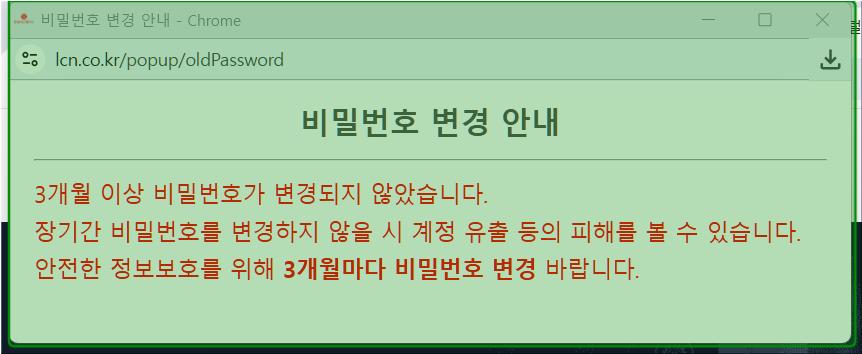 비밀번호 변경 안내 - Chrome
lcn.co.kr/popup/oldPassword
비밀번호 변경 안내
3개월 이상 비밀번호가 변경되지 않았습니다.
장기간 비밀번호를 변경하지 않을 시 계정 유출 등의 피해를 볼 수 있습니다.
안전한 정보보호를 위해 3개월마다 비밀번호 변경 바랍니다.